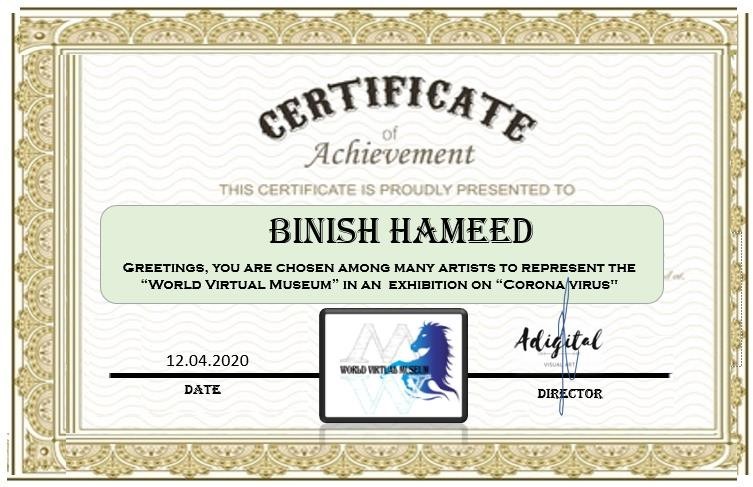 CERTIFICATE
of
Achievement
THIS CERTIFICATE IS PROUDLY PRESENTED TO
BINISH HAMEED
GREETINGS, YOU ARE CHOSEN AMONG MANY ARTISTS TO REPRESENT THE
“WORLD VIRTUAL MUSEUM” IN AN EXHIBITION ON “CORONA VIRUS"
12.04.2020
DATE
WORLD VIRTUAL MUSEUM
Adigital
VISUAL ART
DIRECTOR